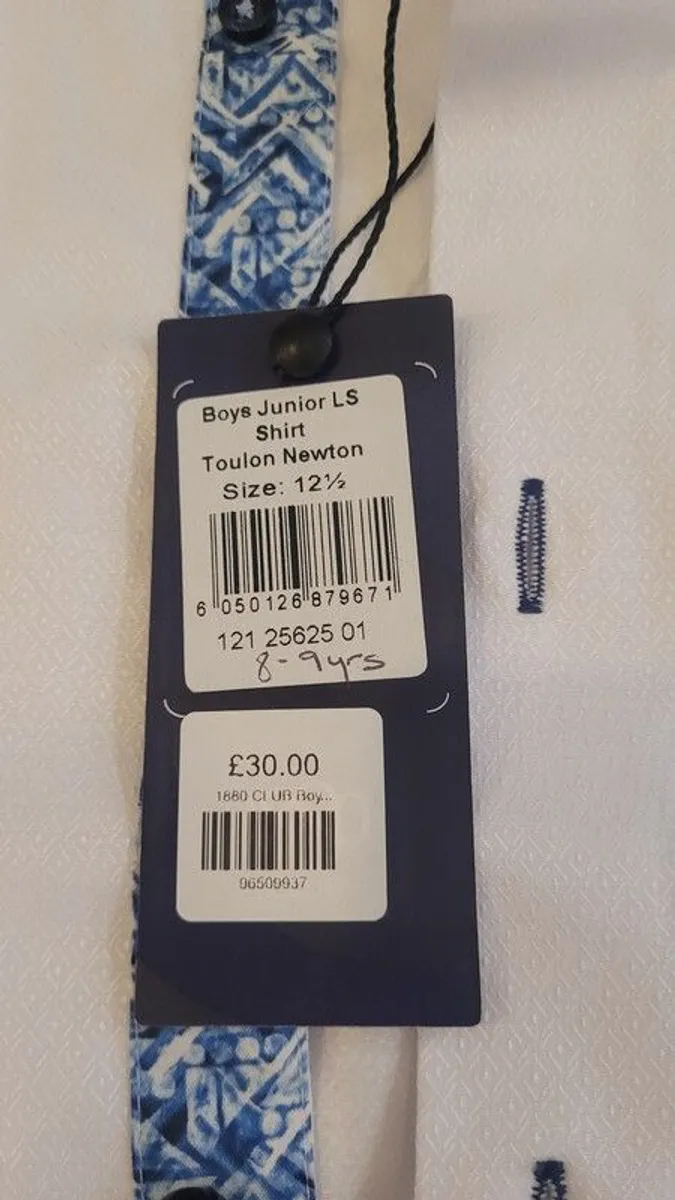 Boys Junior LS
Shirt
Toulon Newton
Size: 12½
6 050126 879671
121 25625 01
8-9yrs
£30.00
1880 CLUB Boy...
96509937